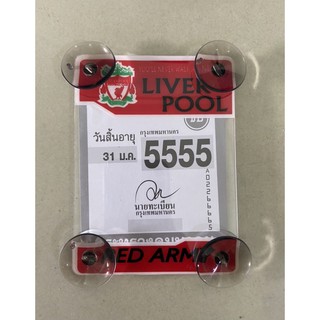 LIVER
POOL
กรุงเทพมหานคร
วันสิ้นอายุ
31 ม.ค.
5555
นายทะเบียน
กรุงเทพมหานคร
RED ARMY